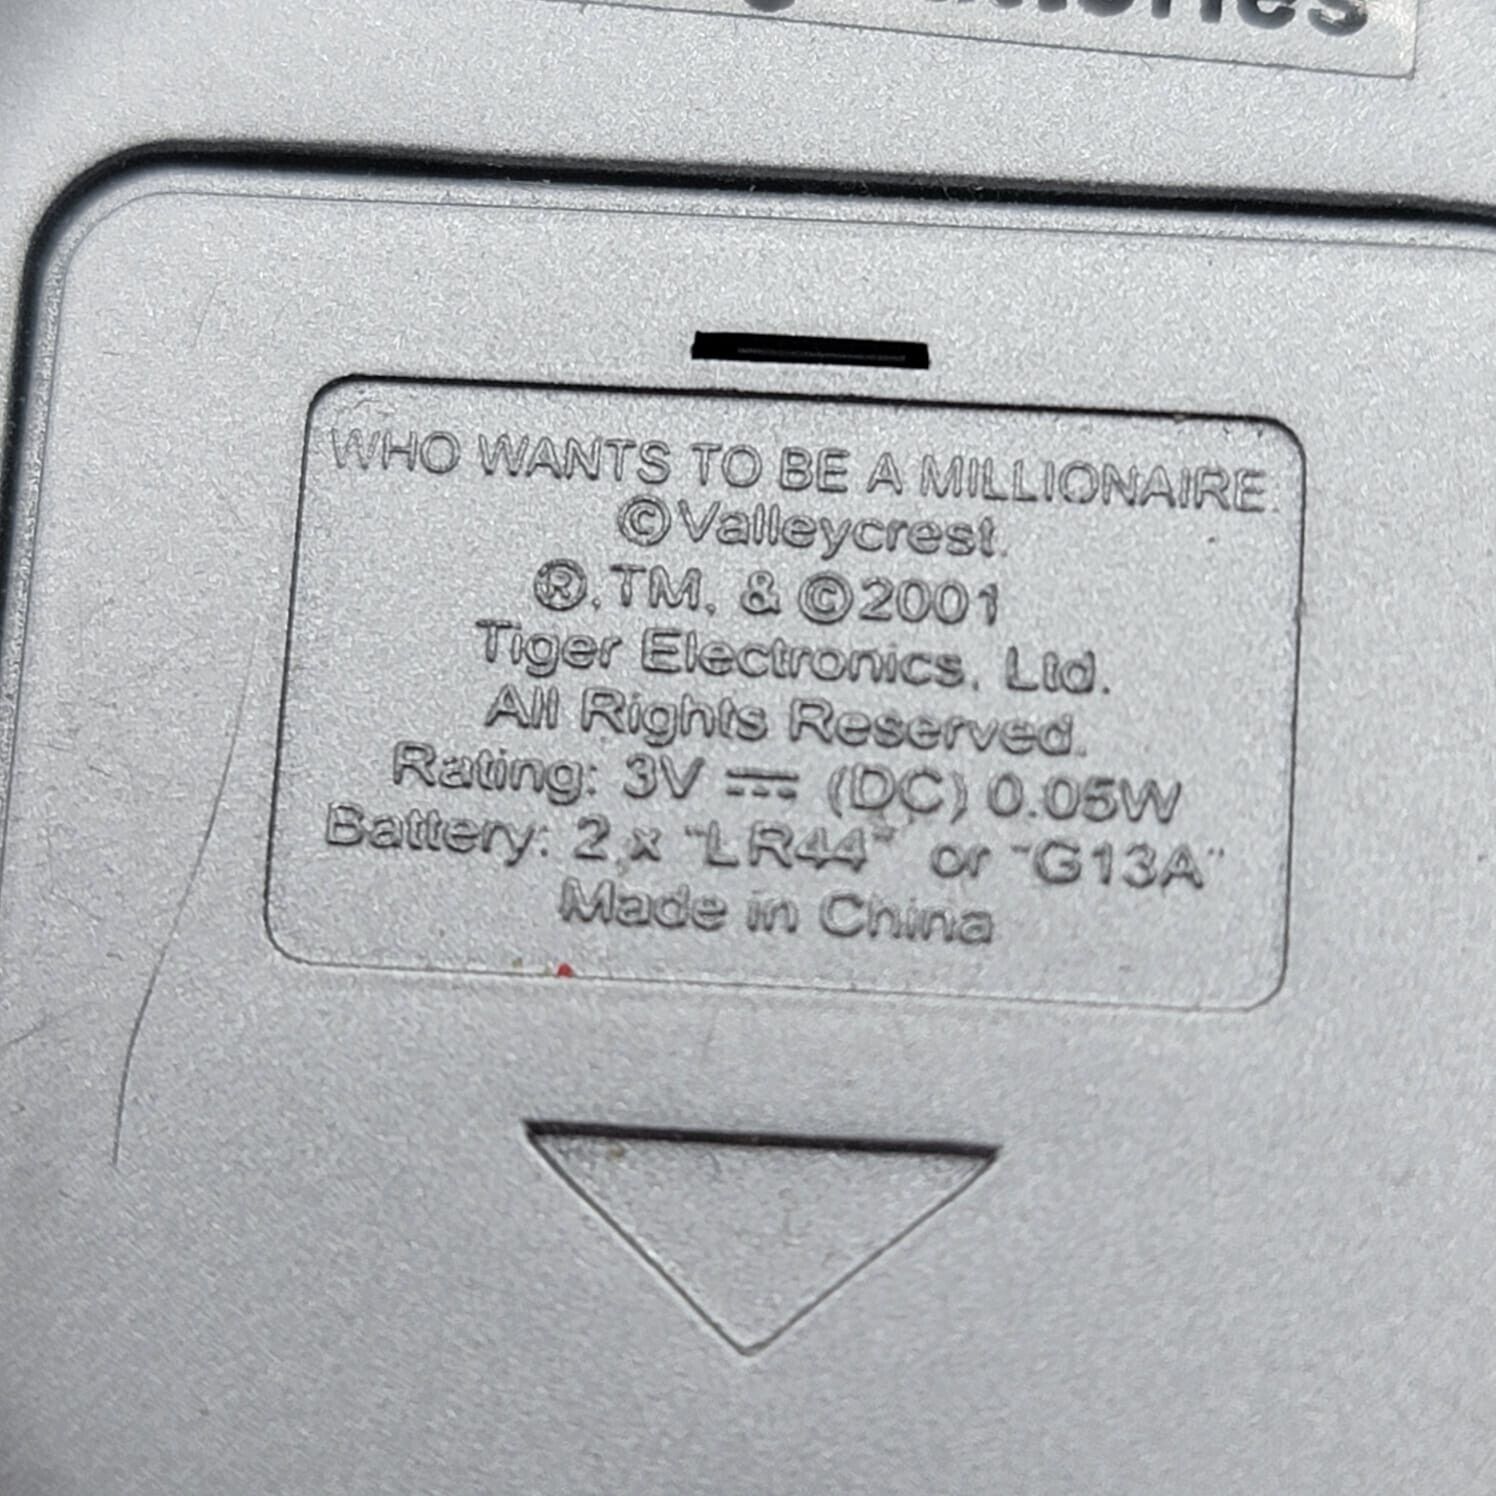 WHO WANTS TO BE A MILLIONAIRE.
©Valleycrest.
®, TM, & ©2001
Tiger Electronics, Ltd.
All Rights Reserved.
Rating: 3V ⎓ (DC) 0.05W
Battery: 2 x "LR44" or "G13A"
Made in China